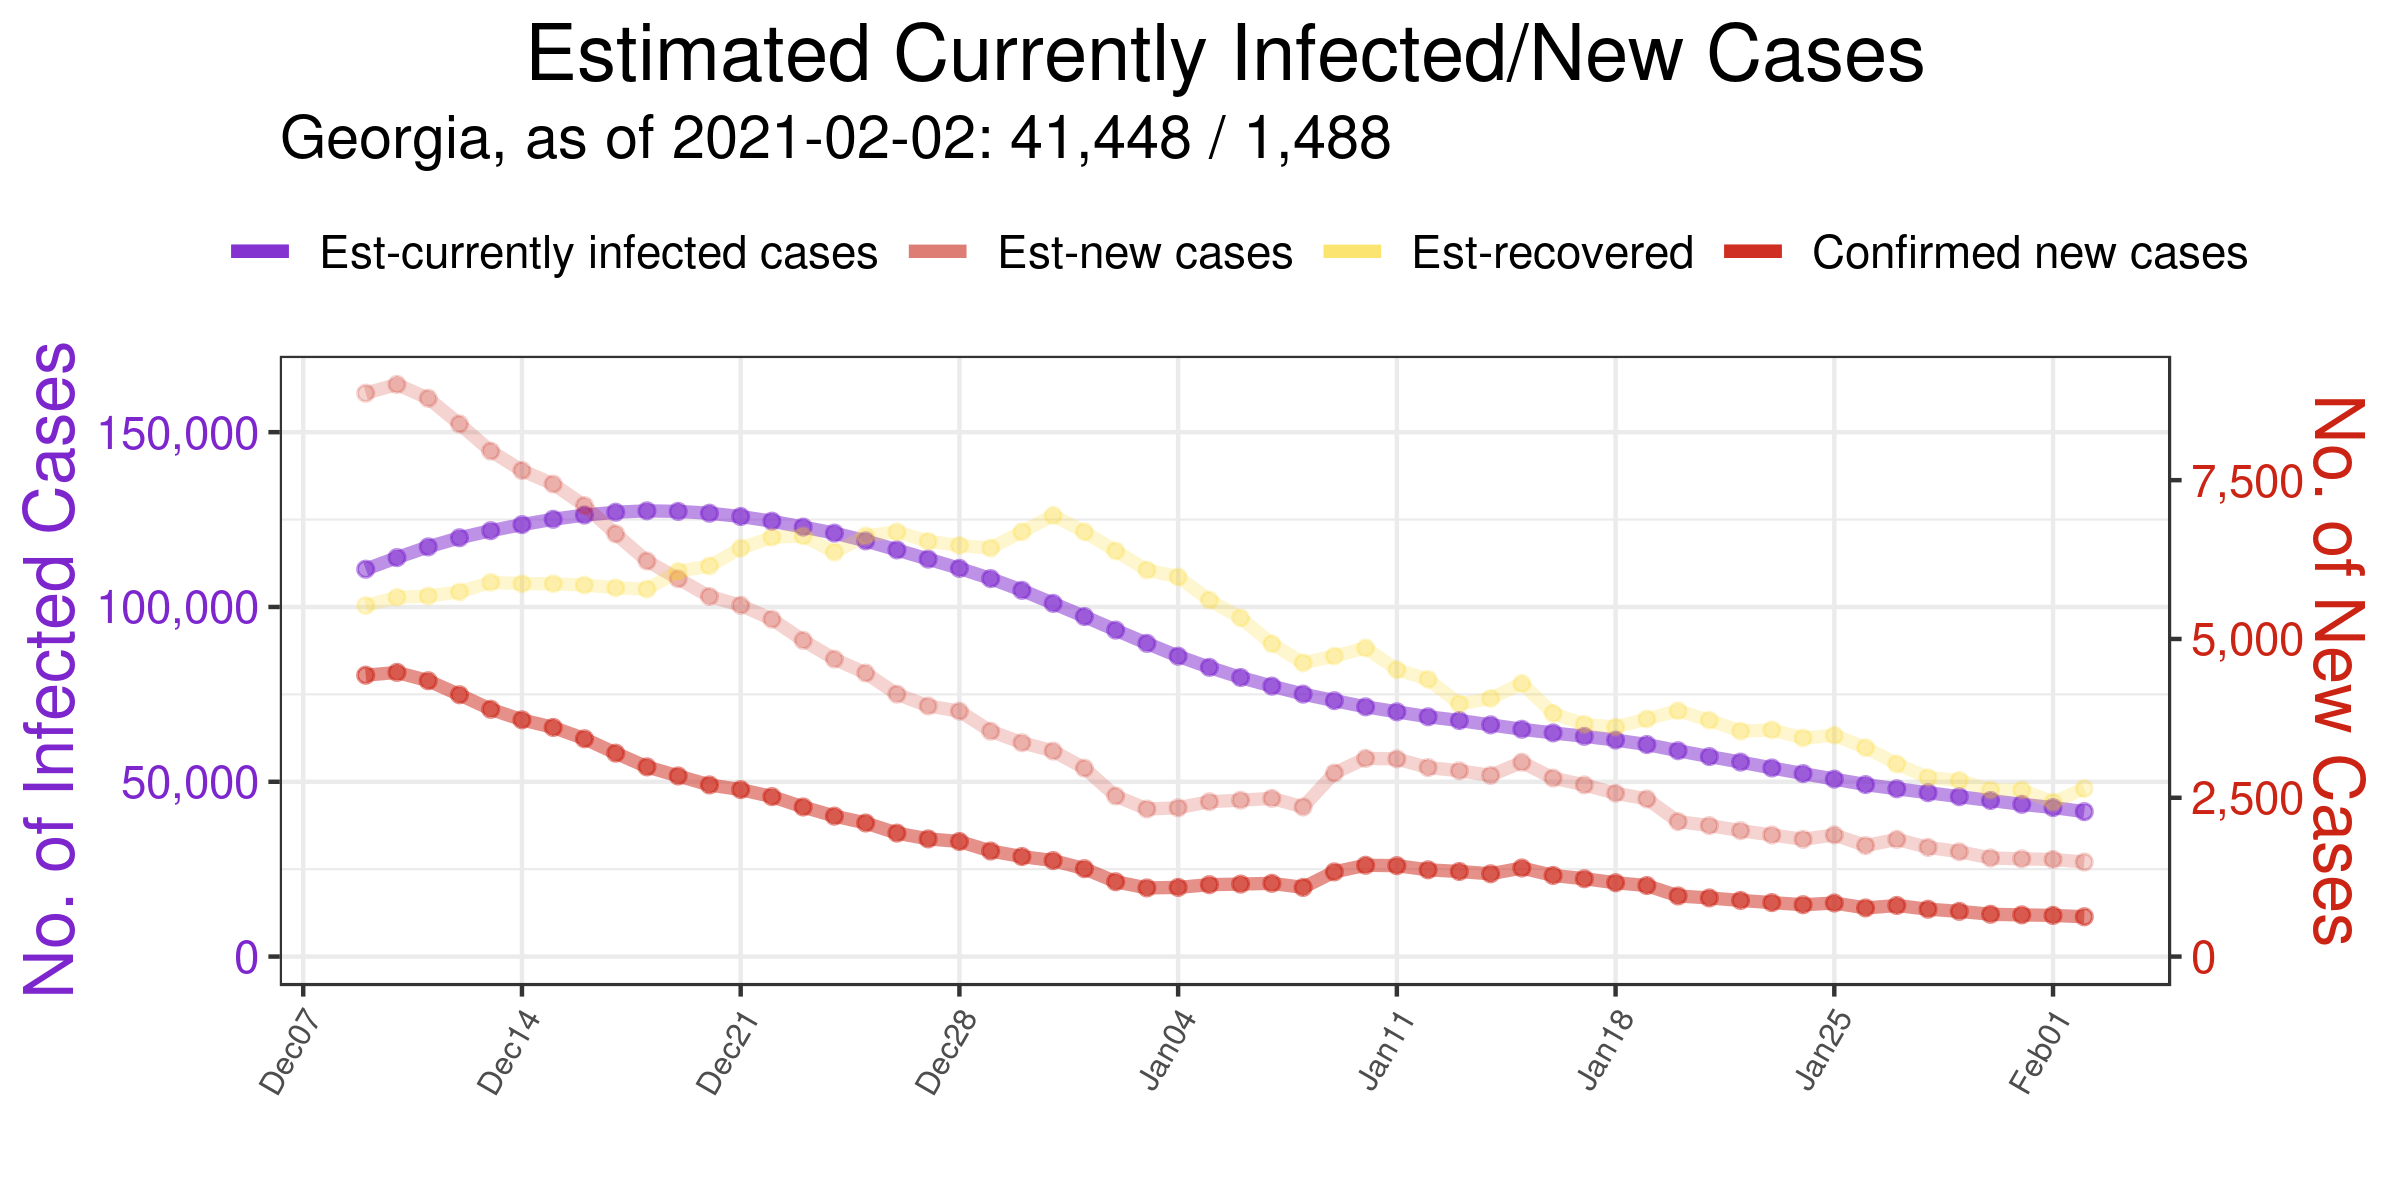 Estimated Currently Infected/New Cases
Georgia, as of 2021-02-02: 41,448 / 1,488
Est-currently infected cases Est-new cases Est-recovered Confirmed new cases
No. of Infected Cases
150,000
100,000
50,000
0
7,500
5,000
2,500
0
No. of New Cases
Dec07 Dec14 Dec21 Dec28 Jan04 Jan11 Jan18 Jan25 Feb01